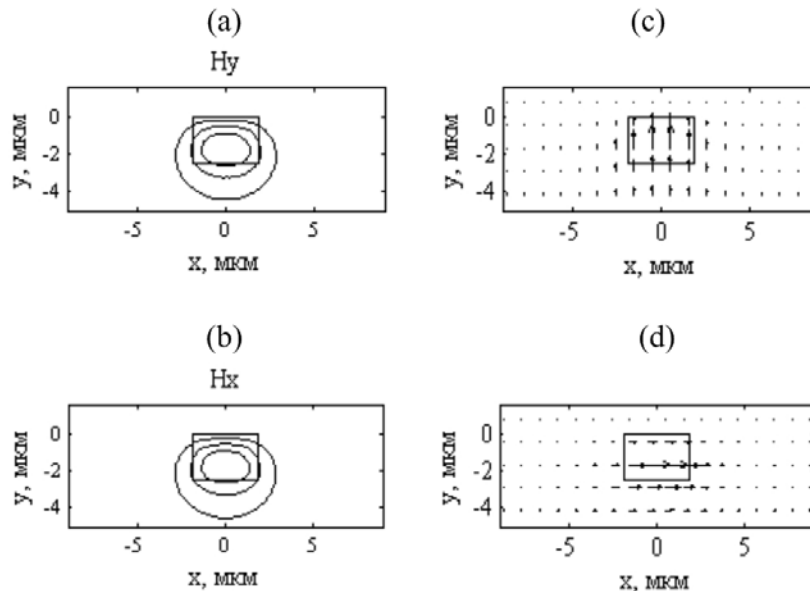 (a) (c)
Hy
0 0
-2 -2
-4 -4
y, мкм y, мкм
-5 0 5 -5 0 5
x, мкм x, мкм
(b) (d)
Hx
0 0
-2 -2
-4 -4
y, мкм y, мкм
-5 0 5 -5 0 5
x, мкм x, мкм